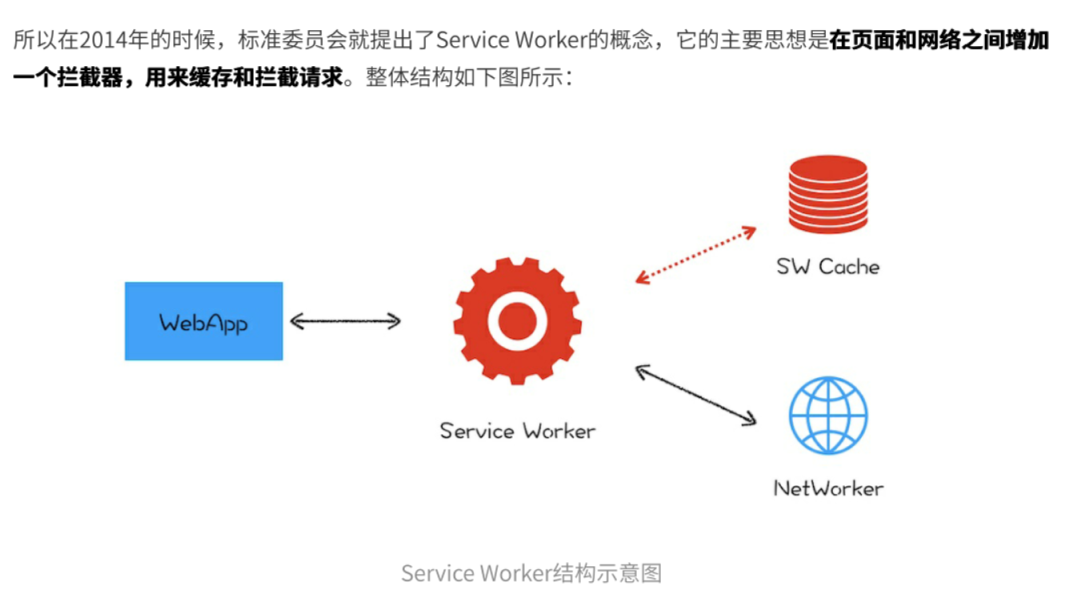 所以在2014年的时候，标准委员会就提出了Service Worker的概念，它的主要思想是在页面和网络之间增加
一个拦截器，用来缓存和拦截请求。整体结构如下图所示：
SW Cache
WebApp
Service Worker
NetWorker
Service Worker结构示意图